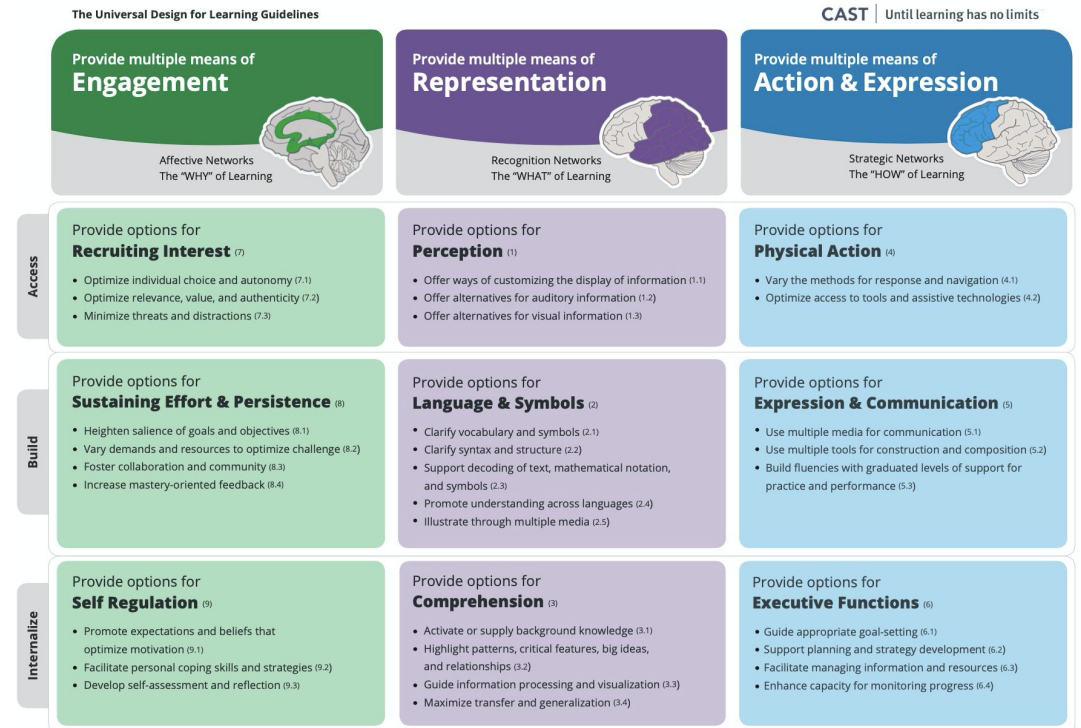 The Universal Design for Learning Guidelines
CAST | Until learning has no limits
Provide multiple means of
Engagement
Affective Networks
The “WHY” of Learning
Provide multiple means of
Representation
Recognition Networks
The “WHAT” of Learning
Provide multiple means of
Action & Expression
Strategic Networks
The “HOW” of Learning
Access
Provide options for
Recruiting Interest (7)
• Optimize individual choice and autonomy (7.1)
• Optimize relevance, value, and authenticity (7.2)
• Minimize threats and distractions (7.3)
Provide options for
Perception (1)
• Offer ways of customizing the display of information (1.1)
• Offer alternatives for auditory information (1.2)
• Offer alternatives for visual information (1.3)
Provide options for
Physical Action (4)
• Vary the methods for response and navigation (4.1)
• Optimize access to tools and assistive technologies (4.2)
Build
Provide options for
Sustaining Effort & Persistence (8)
• Heighten salience of goals and objectives (8.1)
• Vary demands and resources to optimize challenge (8.2)
• Foster collaboration and community (8.3)
• Increase mastery-oriented feedback (8.4)
Provide options for
Language & Symbols (2)
• Clarify vocabulary and symbols (2.1)
• Clarify syntax and structure (2.2)
• Support decoding of text, mathematical notation,
and symbols (2.3)
• Promote understanding across languages (2.4)
• Illustrate through multiple media (2.5)
Provide options for
Expression & Communication (5)
• Use multiple media for communication (5.1)
• Use multiple tools for construction and composition (5.2)
• Build fluencies with graduated levels of support for
practice and performance (5.3)
Internalize
Provide options for
Self Regulation (9)
• Promote expectations and beliefs that
optimize motivation (9.1)
• Facilitate personal coping skills and strategies (9.2)
• Develop self-assessment and reflection (9.3)
Provide options for
Comprehension (3)
• Activate or supply background knowledge (3.1)
• Highlight patterns, critical features, big ideas,
and relationships (3.2)
• Guide information processing and visualization (3.3)
• Maximize transfer and generalization (3.4)
Provide options for
Executive Functions (6)
• Guide appropriate goal-setting (6.1)
• Support planning and strategy development (6.2)
• Facilitate managing information and resources (6.3)
• Enhance capacity for monitoring progress (6.4)